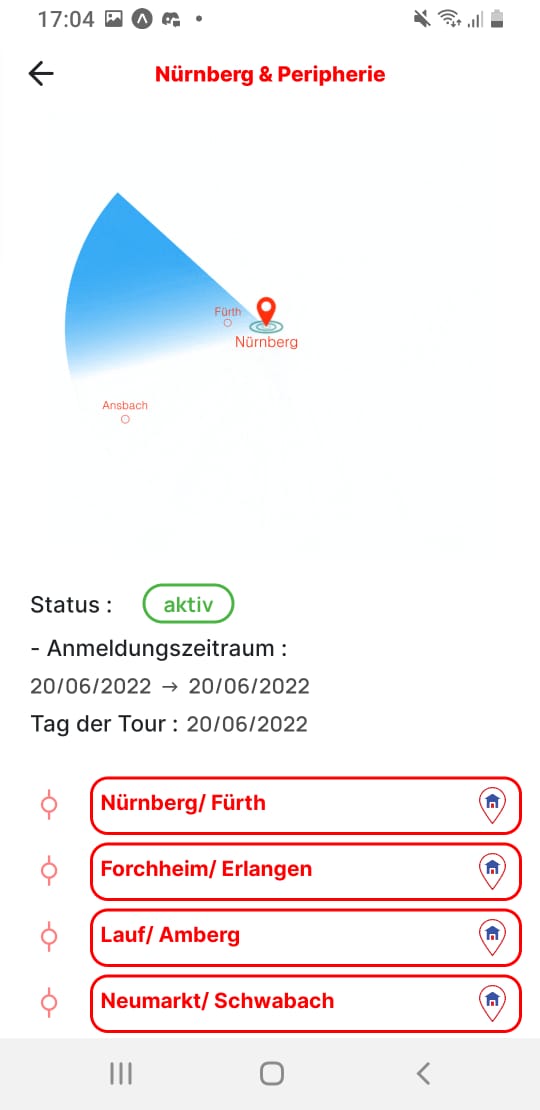 17:04
Nürnberg & Peripherie
Fürth
Nürnberg
Ansbach
Status : aktiv
- Anmeldungszeitraum :
20/06/2022 → 20/06/2022
Tag der Tour : 20/06/2022
Nürnberg/ Fürth
Forchheim/ Erlangen
Lauf/ Amberg
Neumarkt/ Schwabach